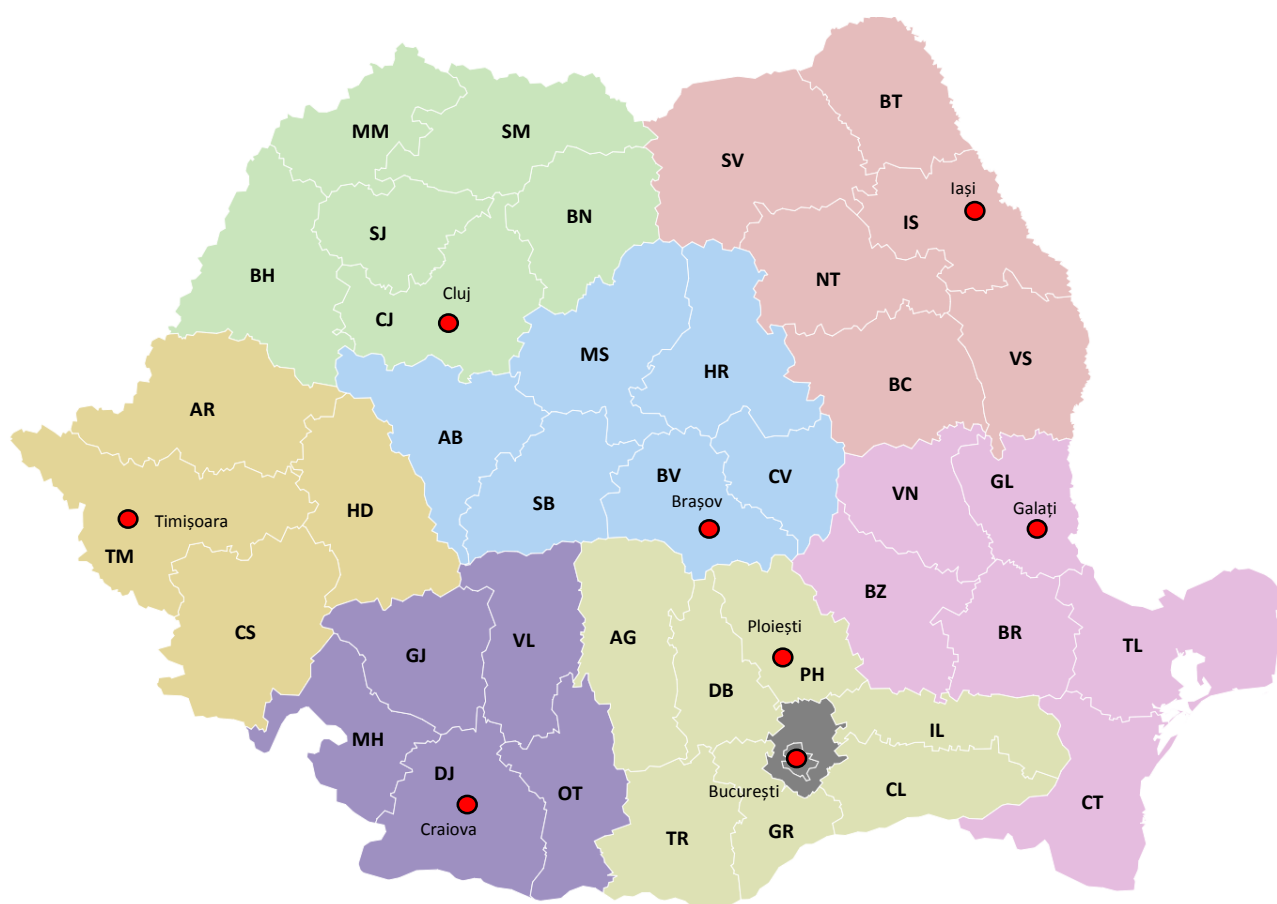 BT
MM
SM
SV
Iași
IS
BN
SJ
BH
NT
Cluj
CJ
MS
VS
HR
BC
AR
AB
BV
CV
GL
VN
Brașov
SB
HD
Galați
Timișoara
TM
BZ
Ploiești
CS
GJ
VL
AG
BR
TL
PH
DB
IL
MH
DJ
București
CL
OT
CT
Craiova
TR
GR